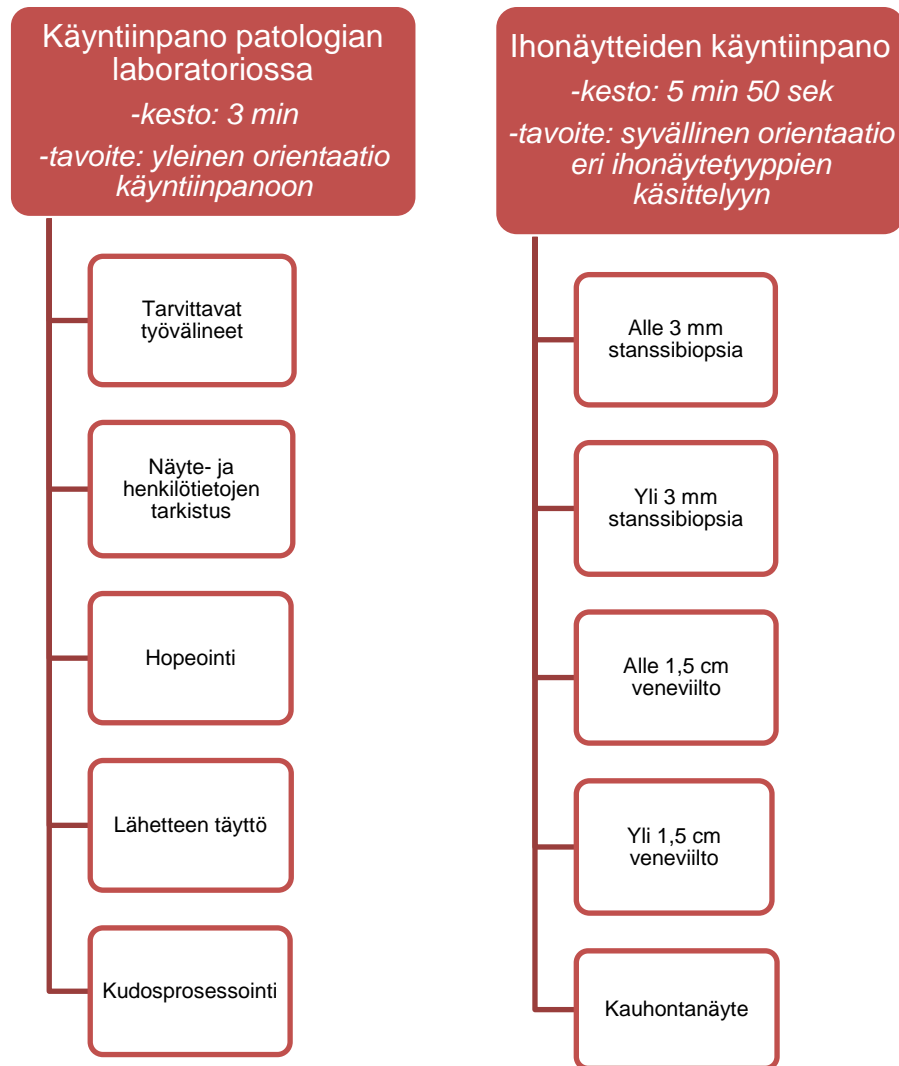 Käyntiinpano patologian
laboratoriossa
-kesto: 3 min
-tavoite: yleinen orientaatio
käyntiinpanoon
Tarvittavat
työvälineet
Näyte- ja
henkilötietojen
tarkistus
Hopeointi
Lähetteen täyttö
Kudosprosessointi
Ihonäytteiden käyntiinpano
-kesto: 5 min 50 sek
-tavoite: syvällinen orientaatio
eri ihonäytetyyppien
käsittelyyn
Alle 3 mm
stanssibiopsia
Yli 3 mm
stanssibiopsia
Alle 1,5 cm
veneviilto
Yli 1,5 cm
veneviilto
Kauhontanäyte